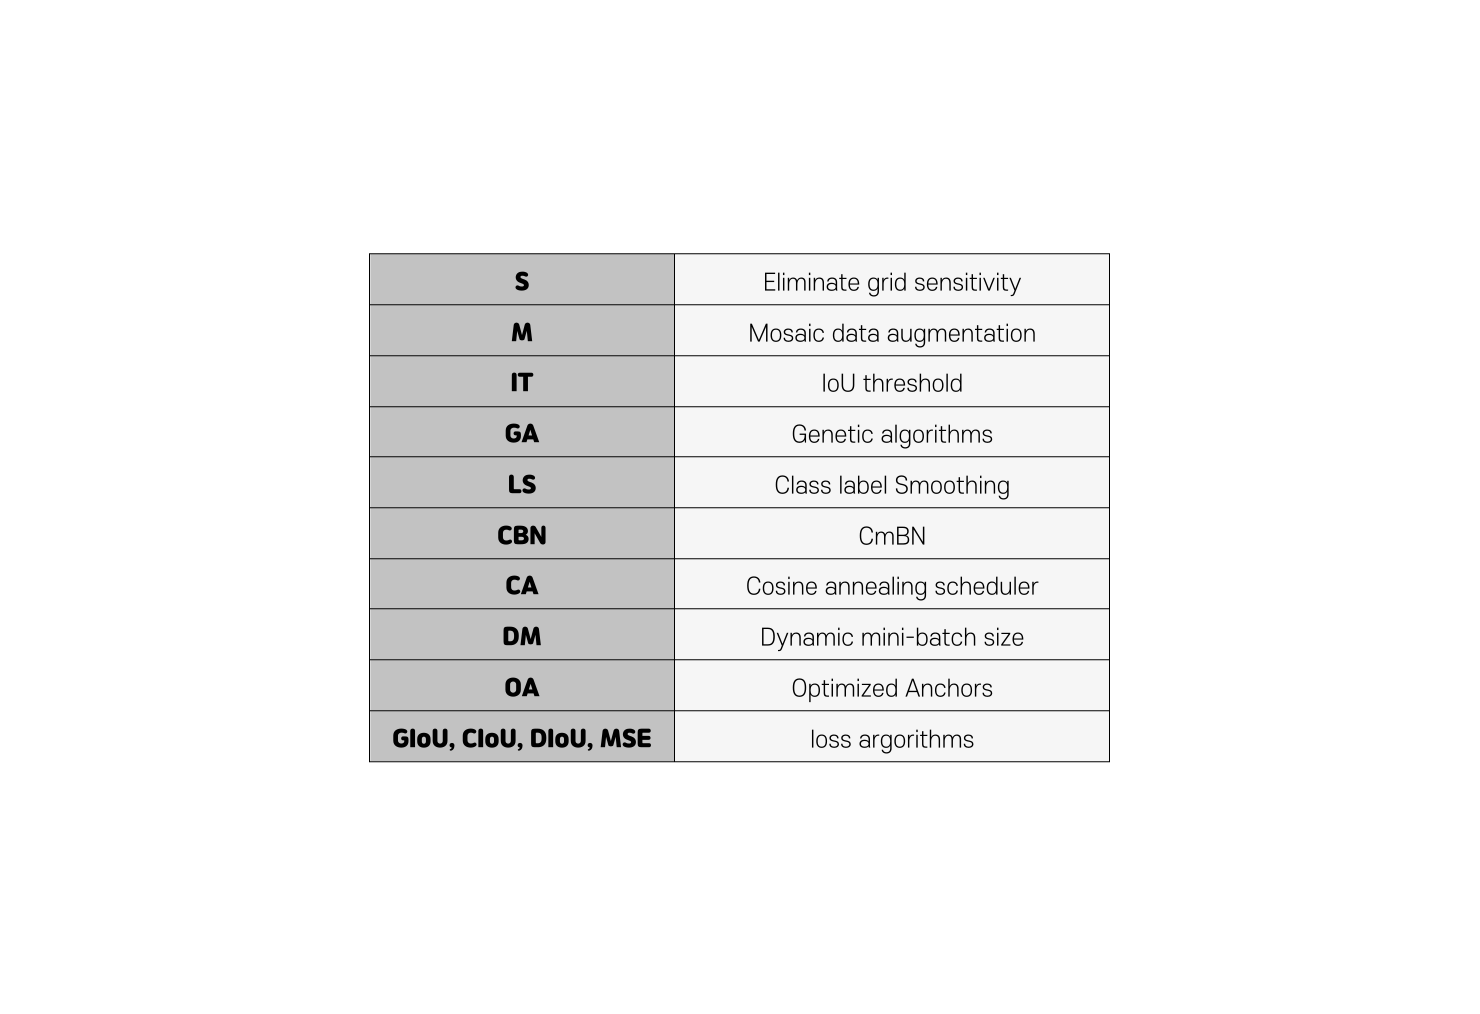 S Eliminate grid sensitivity
M Mosaic data augmentation
IT IoU threshold
GA Genetic algorithms
LS Class label Smoothing
CBN CmBN
CA Cosine annealing scheduler
DM Dynamic mini-batch size
OA Optimized Anchors
GIoU, CIoU, DIoU, MSE loss argorithms